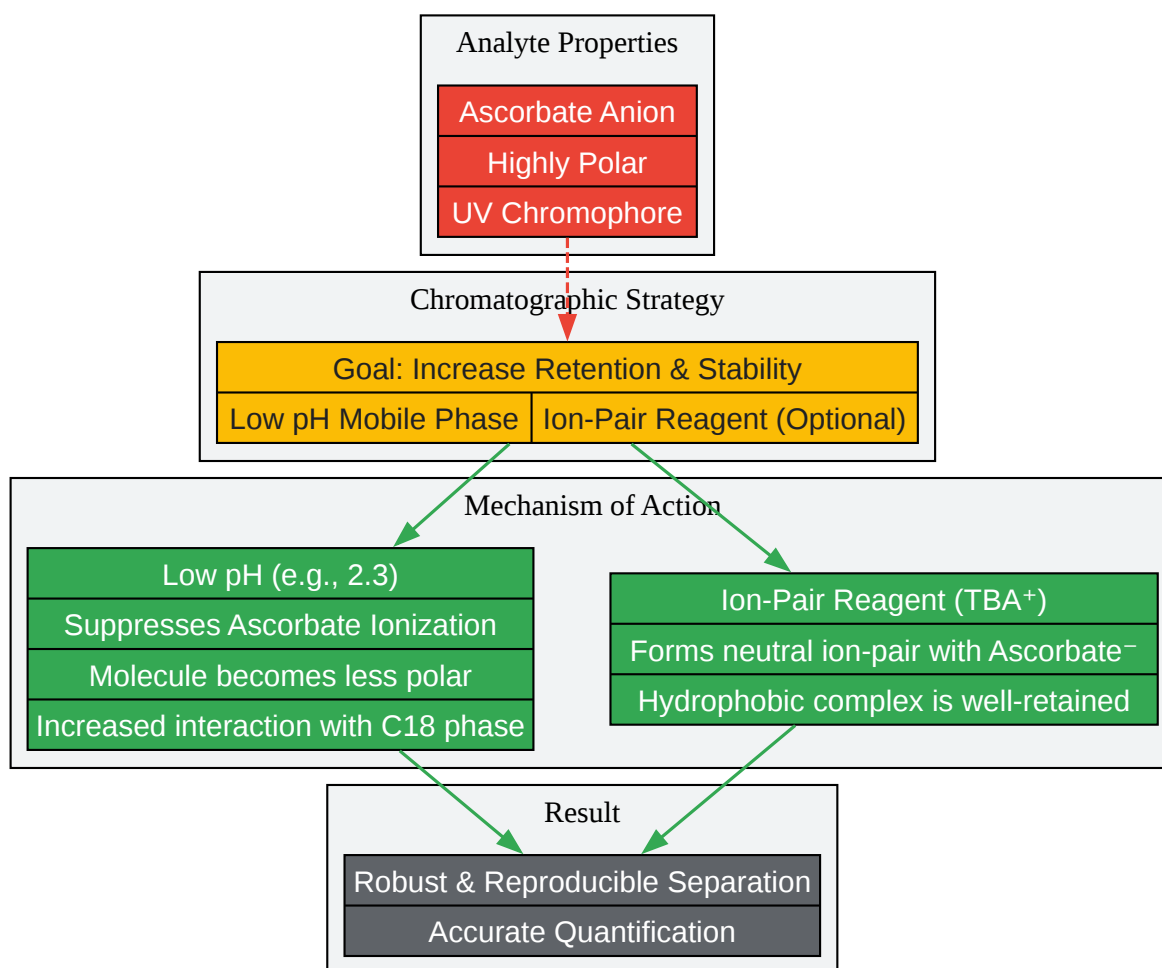 Analyte Properties
Ascorbate Anion
Highly Polar
UV Chromophore
Chromatographic Strategy
Goal: Increase Retention & Stability
Low pH Mobile Phase
Ion-Pair Reagent (Optional)
Mechanism of Action
Low pH (e.g., 2.3)
Suppresses Ascorbate Ionization
Molecule becomes less polar
Increased interaction with C18 phase
Ion-Pair Reagent (TBA⁺)
Forms neutral ion-pair with Ascorbate⁻
Hydrophobic complex is well-retained
Result
Robust & Reproducible Separation
Accurate Quantification